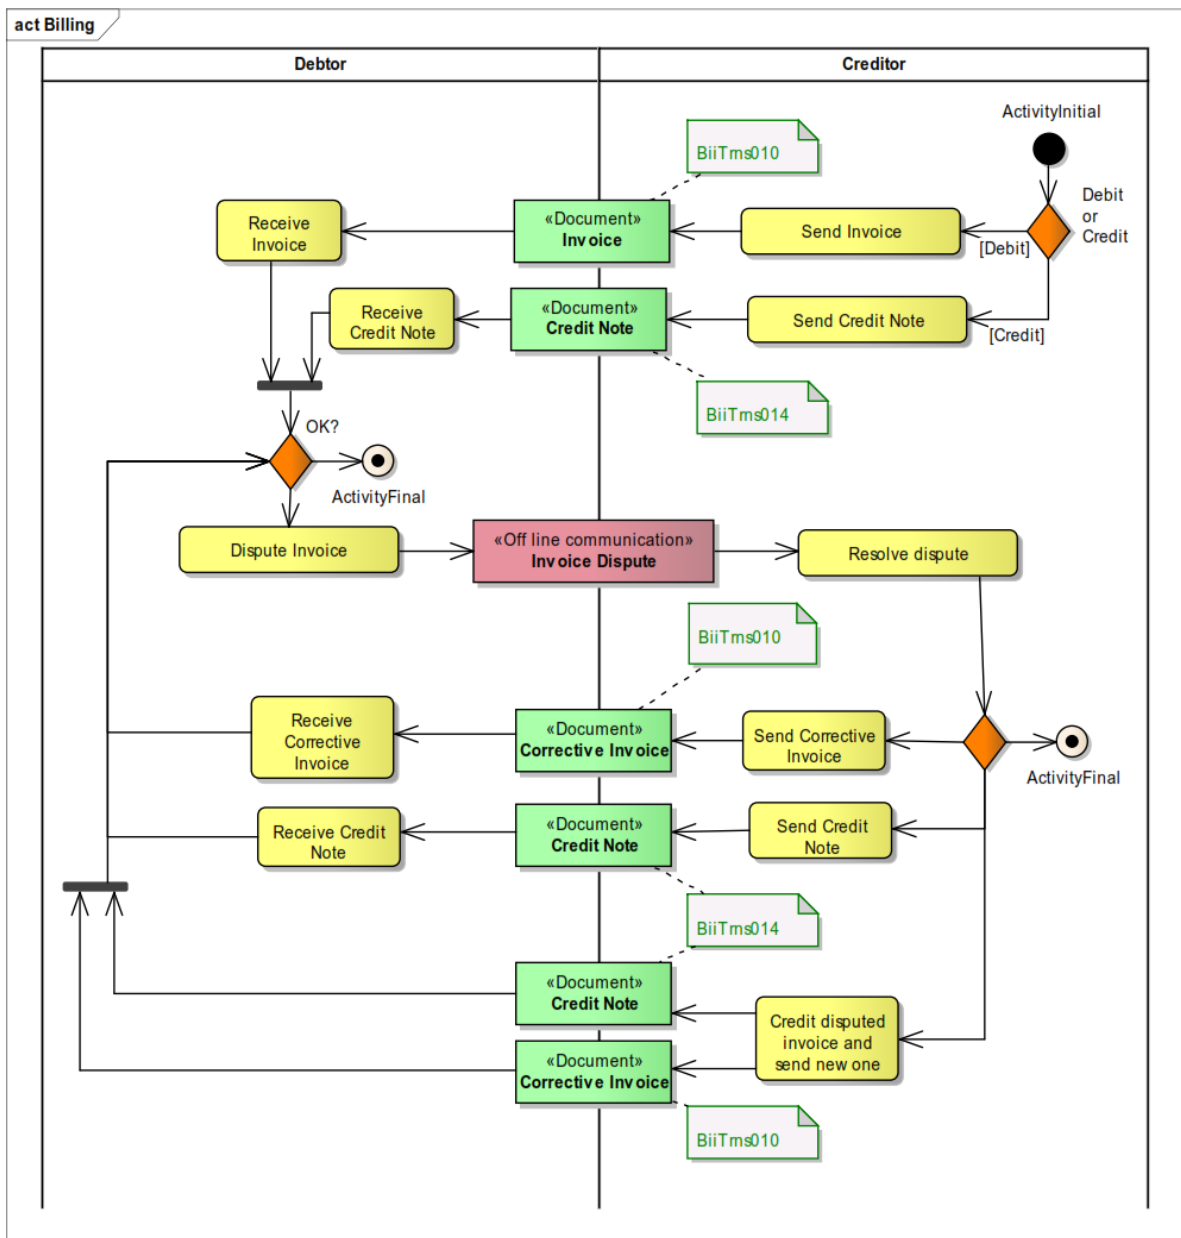 act Billing
Debtor
Creditor
ActivityInitial
BiiTrns010
Debit
or
Credit
Receive
Invoice
«Document»
Invoice
Send Invoice
[Debit]
Receive
Credit Note
«Document»
Credit Note
Send Credit Note
[Credit]
BiiTrns014
OK?
ActivityFinal
Dispute Invoice
«Off line communication»
Invoice Dispute
Resolve dispute
BiiTrns010
Receive
Corrective
Invoice
«Document»
Corrective Invoice
Send Corrective
Invoice
ActivityFinal
Receive Credit
Note
«Document»
Credit Note
Send Credit
Note
BiiTrns014
«Document»
Credit Note
Credit disputed
invoice and
send new one
«Document»
Corrective Invoice
BiiTrns010